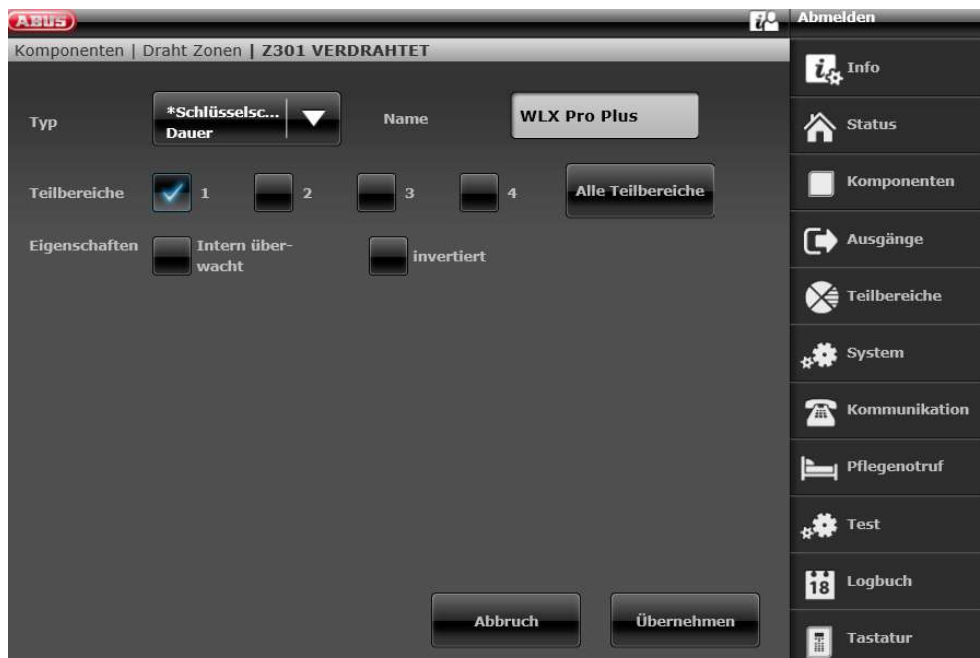 ABUS
Abmelden
Komponenten | Draht Zonen | Z301 VERDRAHTET
Typ
*Schlüsselsc...
Dauer
Name
WLX Pro Plus
Teilbereiche
1
2
3
4
Alle Teilbereiche
Eigenschaften
Intern über-
wacht
invertiert
Abbruch
Übernehmen
Info
Status
Komponenten
Ausgänge
Teilbereiche
System
Kommunikation
Pflegenotruf
Test
18
Logbuch
Tastatur